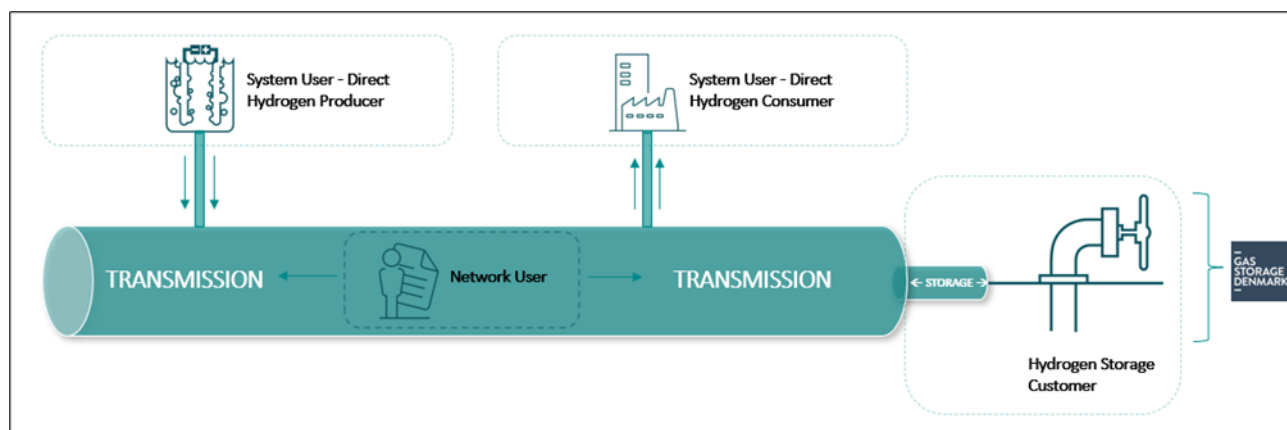 System User - Direct
Hydrogen Producer
System User - Direct
Hydrogen Consumer
TRANSMISSION
Network User
TRANSMISSION
STORAGE
Hydrogen Storage
Customer
GAS
STORAGE
DENMARK